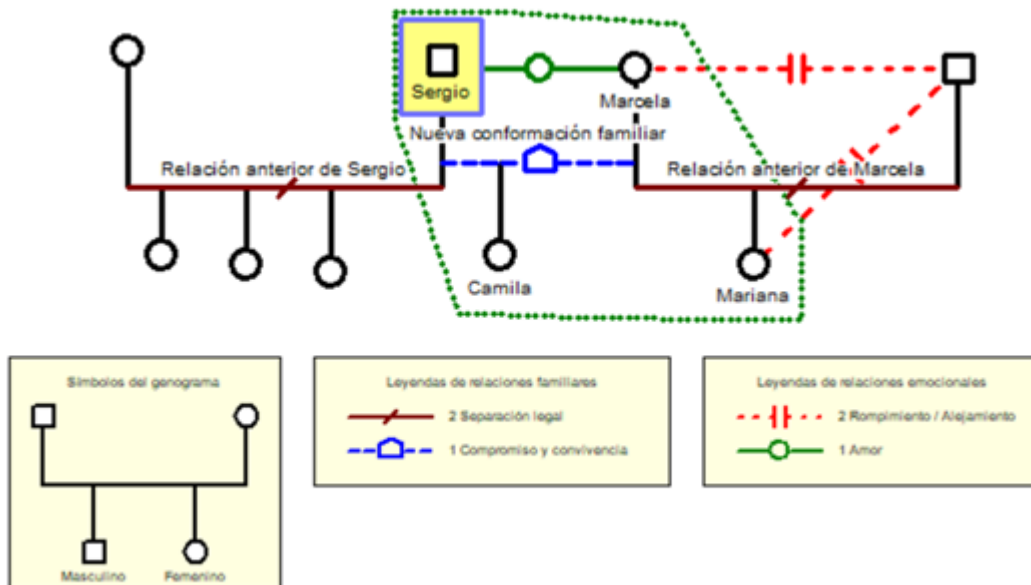 Sergio
Marcela
Nueva conformación familiar
Relación anterior de Sergio
Relación anterior de Marcela
Camila
Mariana
Símbolos del genograma
Masculino
Femenino
Leyendas de relaciones familiares
2 Separación legal
1 Compromiso y convivencia
Leyendas de relaciones emocionales
2 Rompimiento / Alejamiento
1 Amor